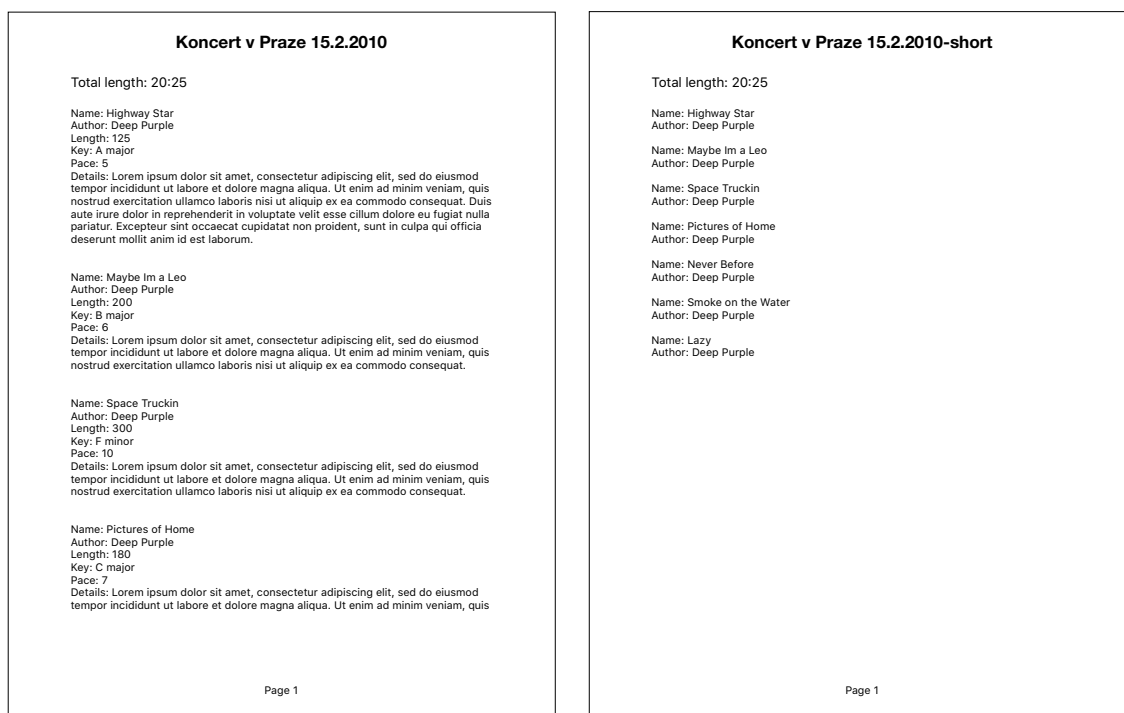 Koncert v Praze 15.2.2010
Total length: 20:25
Name: Highway Star
Author: Deep Purple
Length: 125
Key: A major
Pace: 5
Details: Lorem ipsum dolor sit amet, consectetur adipiscing elit, sed do eiusmod
tempor incididunt ut labore et dolore magna aliqua. Ut enim ad minim veniam, quis
nostrud exercitation ullamco laboris nisi ut aliquip ex ea commodo consequat. Duis
aute irure dolor in reprehenderit in voluptate velit esse cillum dolore eu fugiat nulla
pariatur. Excepteur sint occaecat cupidatat non proident, sunt in culpa qui officia
deserunt mollit anim id est laborum.
Name: Maybe Im a Leo
Author: Deep Purple
Length: 200
Key: B major
Pace: 6
Details: Lorem ipsum dolor sit amet, consectetur adipiscing elit, sed do eiusmod
tempor incididunt ut labore et dolore magna aliqua. Ut enim ad minim veniam, quis
nostrud exercitation ullamco laboris nisi ut aliquip ex ea commodo consequat.
Name: Space Truckin
Author: Deep Purple
Length: 300
Key: F minor
Pace: 10
Details: Lorem ipsum dolor sit amet, consectetur adipiscing elit, sed do eiusmod
tempor incididunt ut labore et dolore magna aliqua. Ut enim ad minim veniam, quis
nostrud exercitation ullamco laboris nisi ut aliquip ex ea commodo consequat.
Name: Pictures of Home
Author: Deep Purple
Length: 180
Key: C major
Pace: 7
Details: Lorem ipsum dolor sit amet, consectetur adipiscing elit, sed do eiusmod
tempor incididunt ut labore et dolore magna aliqua. Ut enim ad minim veniam, quis
Page 1
Koncert v Praze 15.2.2010-short
Total length: 20:25
Name: Highway Star
Author: Deep Purple
Name: Maybe Im a Leo
Author: Deep Purple
Name: Space Truckin
Author: Deep Purple
Name: Pictures of Home
Author: Deep Purple
Name: Never Before
Author: Deep Purple
Name: Smoke on the Water
Author: Deep Purple
Name: Lazy
Author: Deep Purple
Page 1